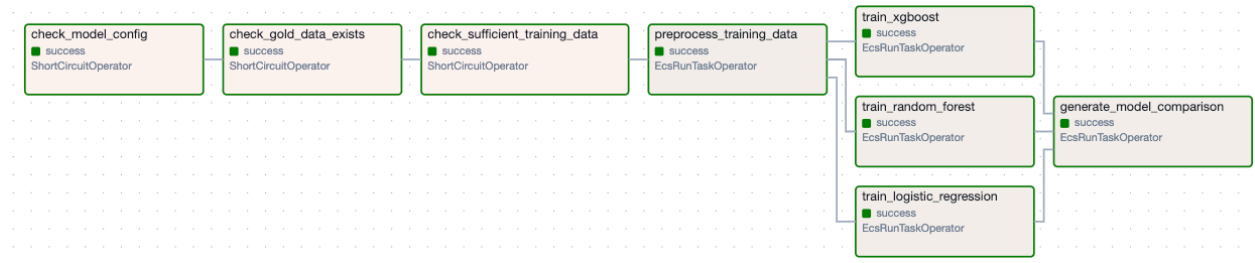 check_model_config
success
ShortCircuitOperator
check_gold_data_exists
success
ShortCircuitOperator
check_sufficient_training_data
success
ShortCircuitOperator
preprocess_training_data
success
EcsRunTaskOperator
train_xgboost
success
EcsRunTaskOperator
train_random_forest
success
EcsRunTaskOperator
train_logistic_regression
success
EcsRunTaskOperator
generate_model_comparison
success
EcsRunTaskOperator